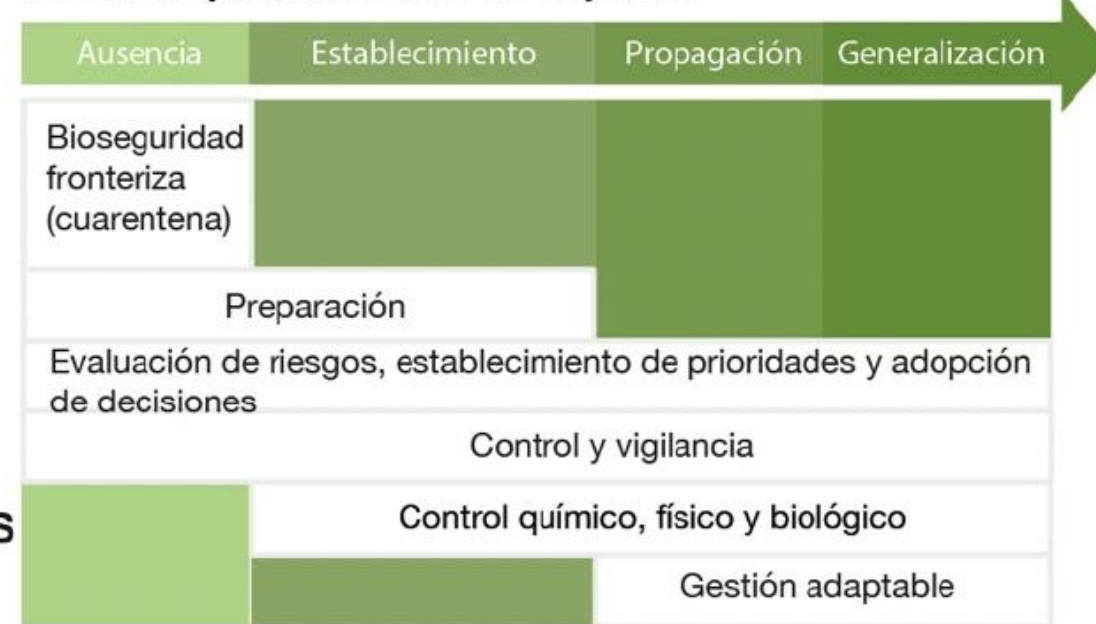 Ausencia Establecimiento Propagación Generalización
Bioseguridad
fronteriza
(cuarentena)
Preparación
Evaluación de riesgos, establecimiento de prioridades y adopción
de decisiones
Control y vigilancia
Control químico, físico y biológico
Gestión adaptable